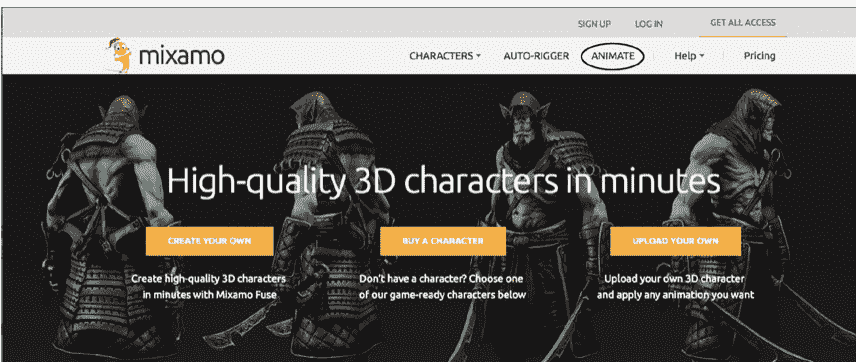 SIGN UP LOG IN GET ALL ACCESS
mixamo CHARACTERS AUTO-RIGGER ANIMATE Help Pricing
High-quality 3D characters in minutes
CREATE YOUR OWN BUY A CHARACTER UPLOAD YOUR OWN
Create high-quality 3D characters Don't have a character? Choose one Upload your own 3D character
in minutes with Mixamo Fuse of our game-ready characters below and apply any animation you want